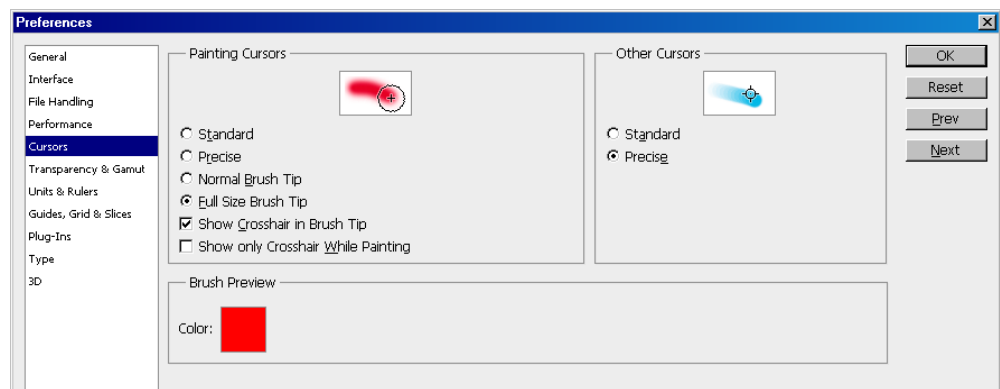 Preferences
General
Interface
File Handling
Performance
Cursors
Transparency & Gamut
Units & Rulers
Guides, Grid & Slices
Plug-Ins
Type
3D
Painting Cursors
Standard
Precise
Normal Brush Tip
Full Size Brush Tip
Show Crosshair in Brush Tip
Show only Crosshair While Painting
Other Cursors
Standard
Precise
Brush Preview
Color:
OK
Reset
Prev
Next